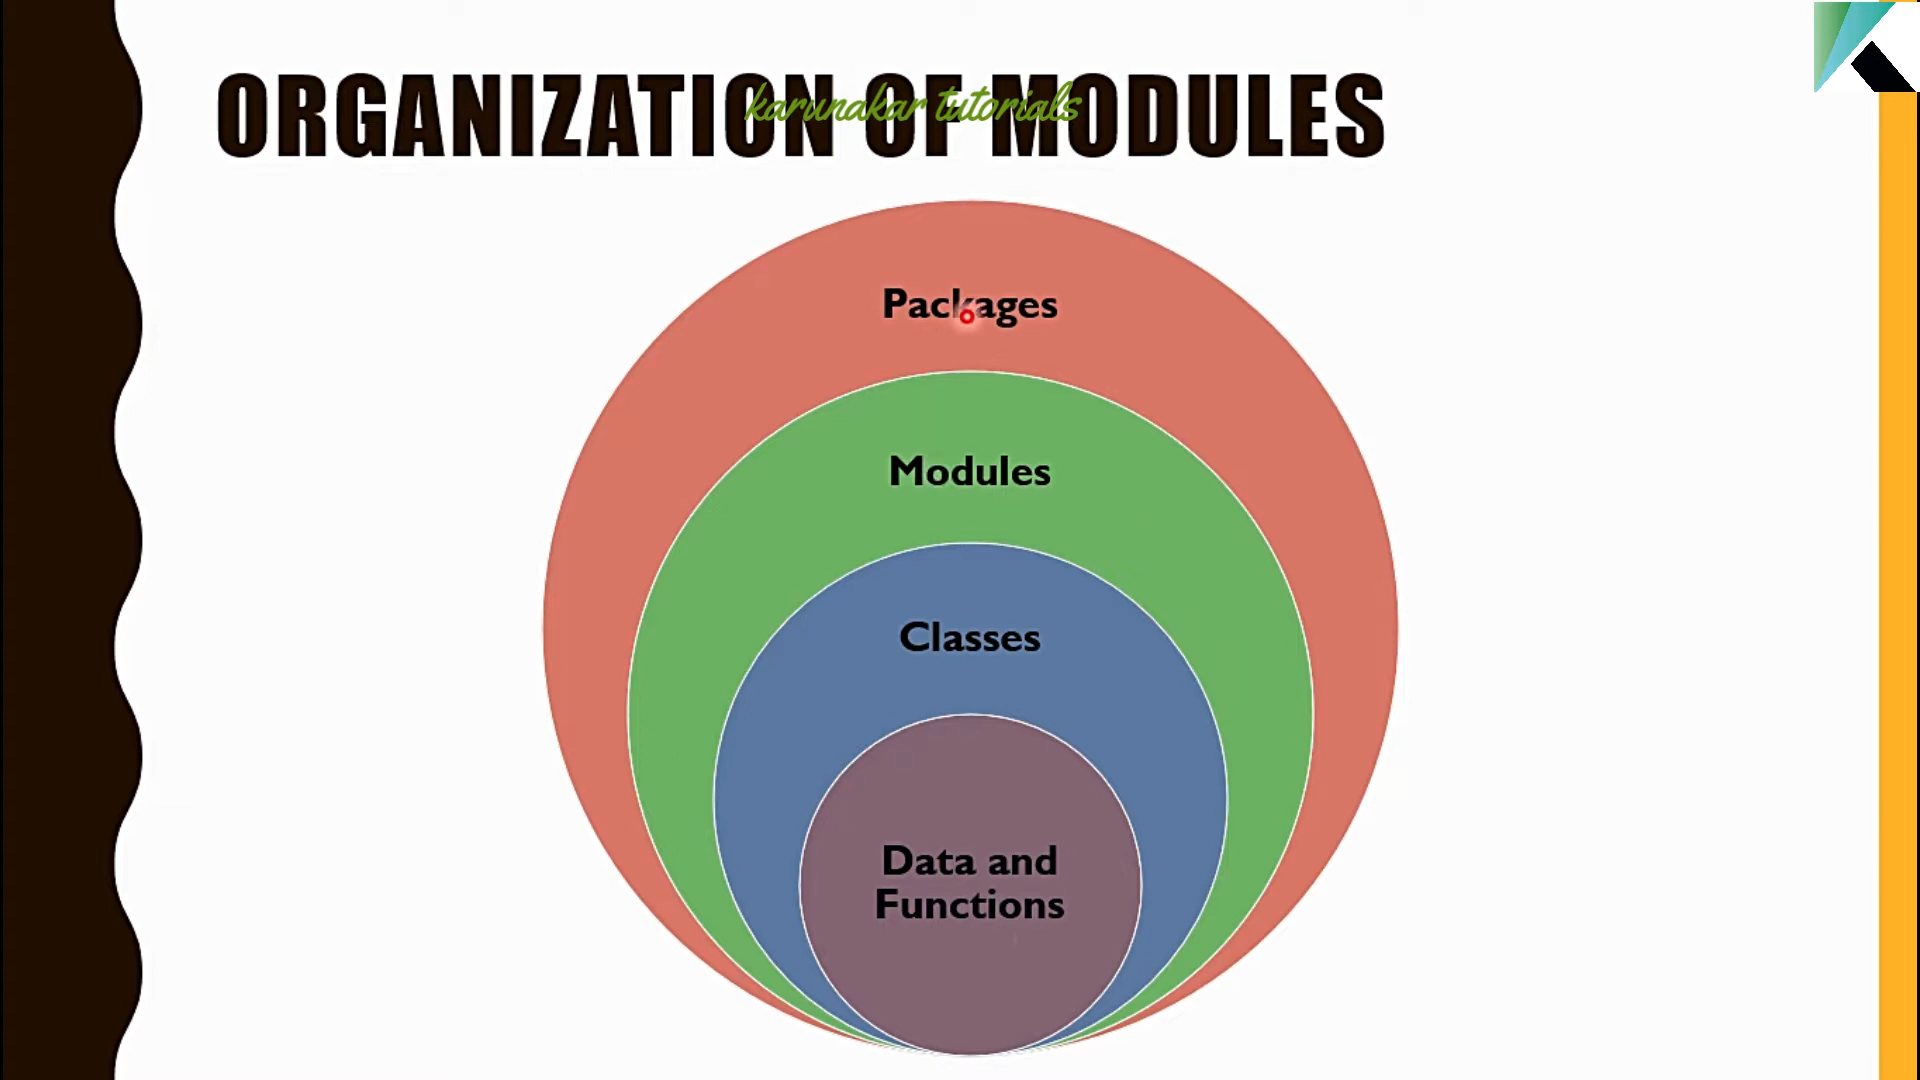 ORGANIZATION OF MODULES
karunakar tutorials
Packages
Modules
Classes
Data and
Functions